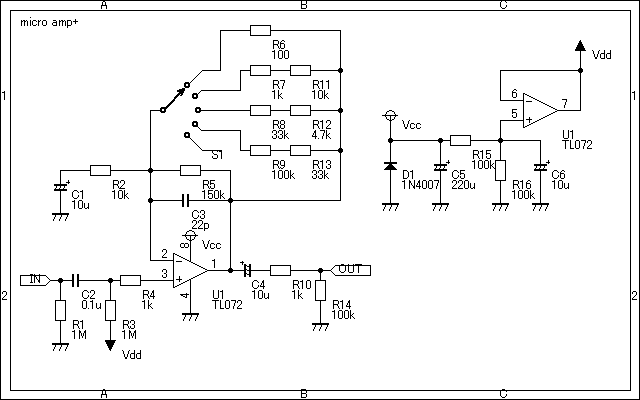 A B C
micro amp+
Vdd
R6
100
1 1
R7 R11
1k 10k
6
7
5
Vcc
R8 R12
33k 4.7k
U1
TL072
S1
R15
100k
R9 R13
100k 33k
D1
1N4007
C5
220u
R16
100k
C6
10u
C1
10u
R2
10k
R5
150k
C3
22p
8
Vcc
2
1
3
IN
OUT
C2
0.1u
R4
1k
4
U1
TL072
C4
10u
R10
1k
2 2
R14
100k
R1
1M
R3
1M
Vdd
A B C